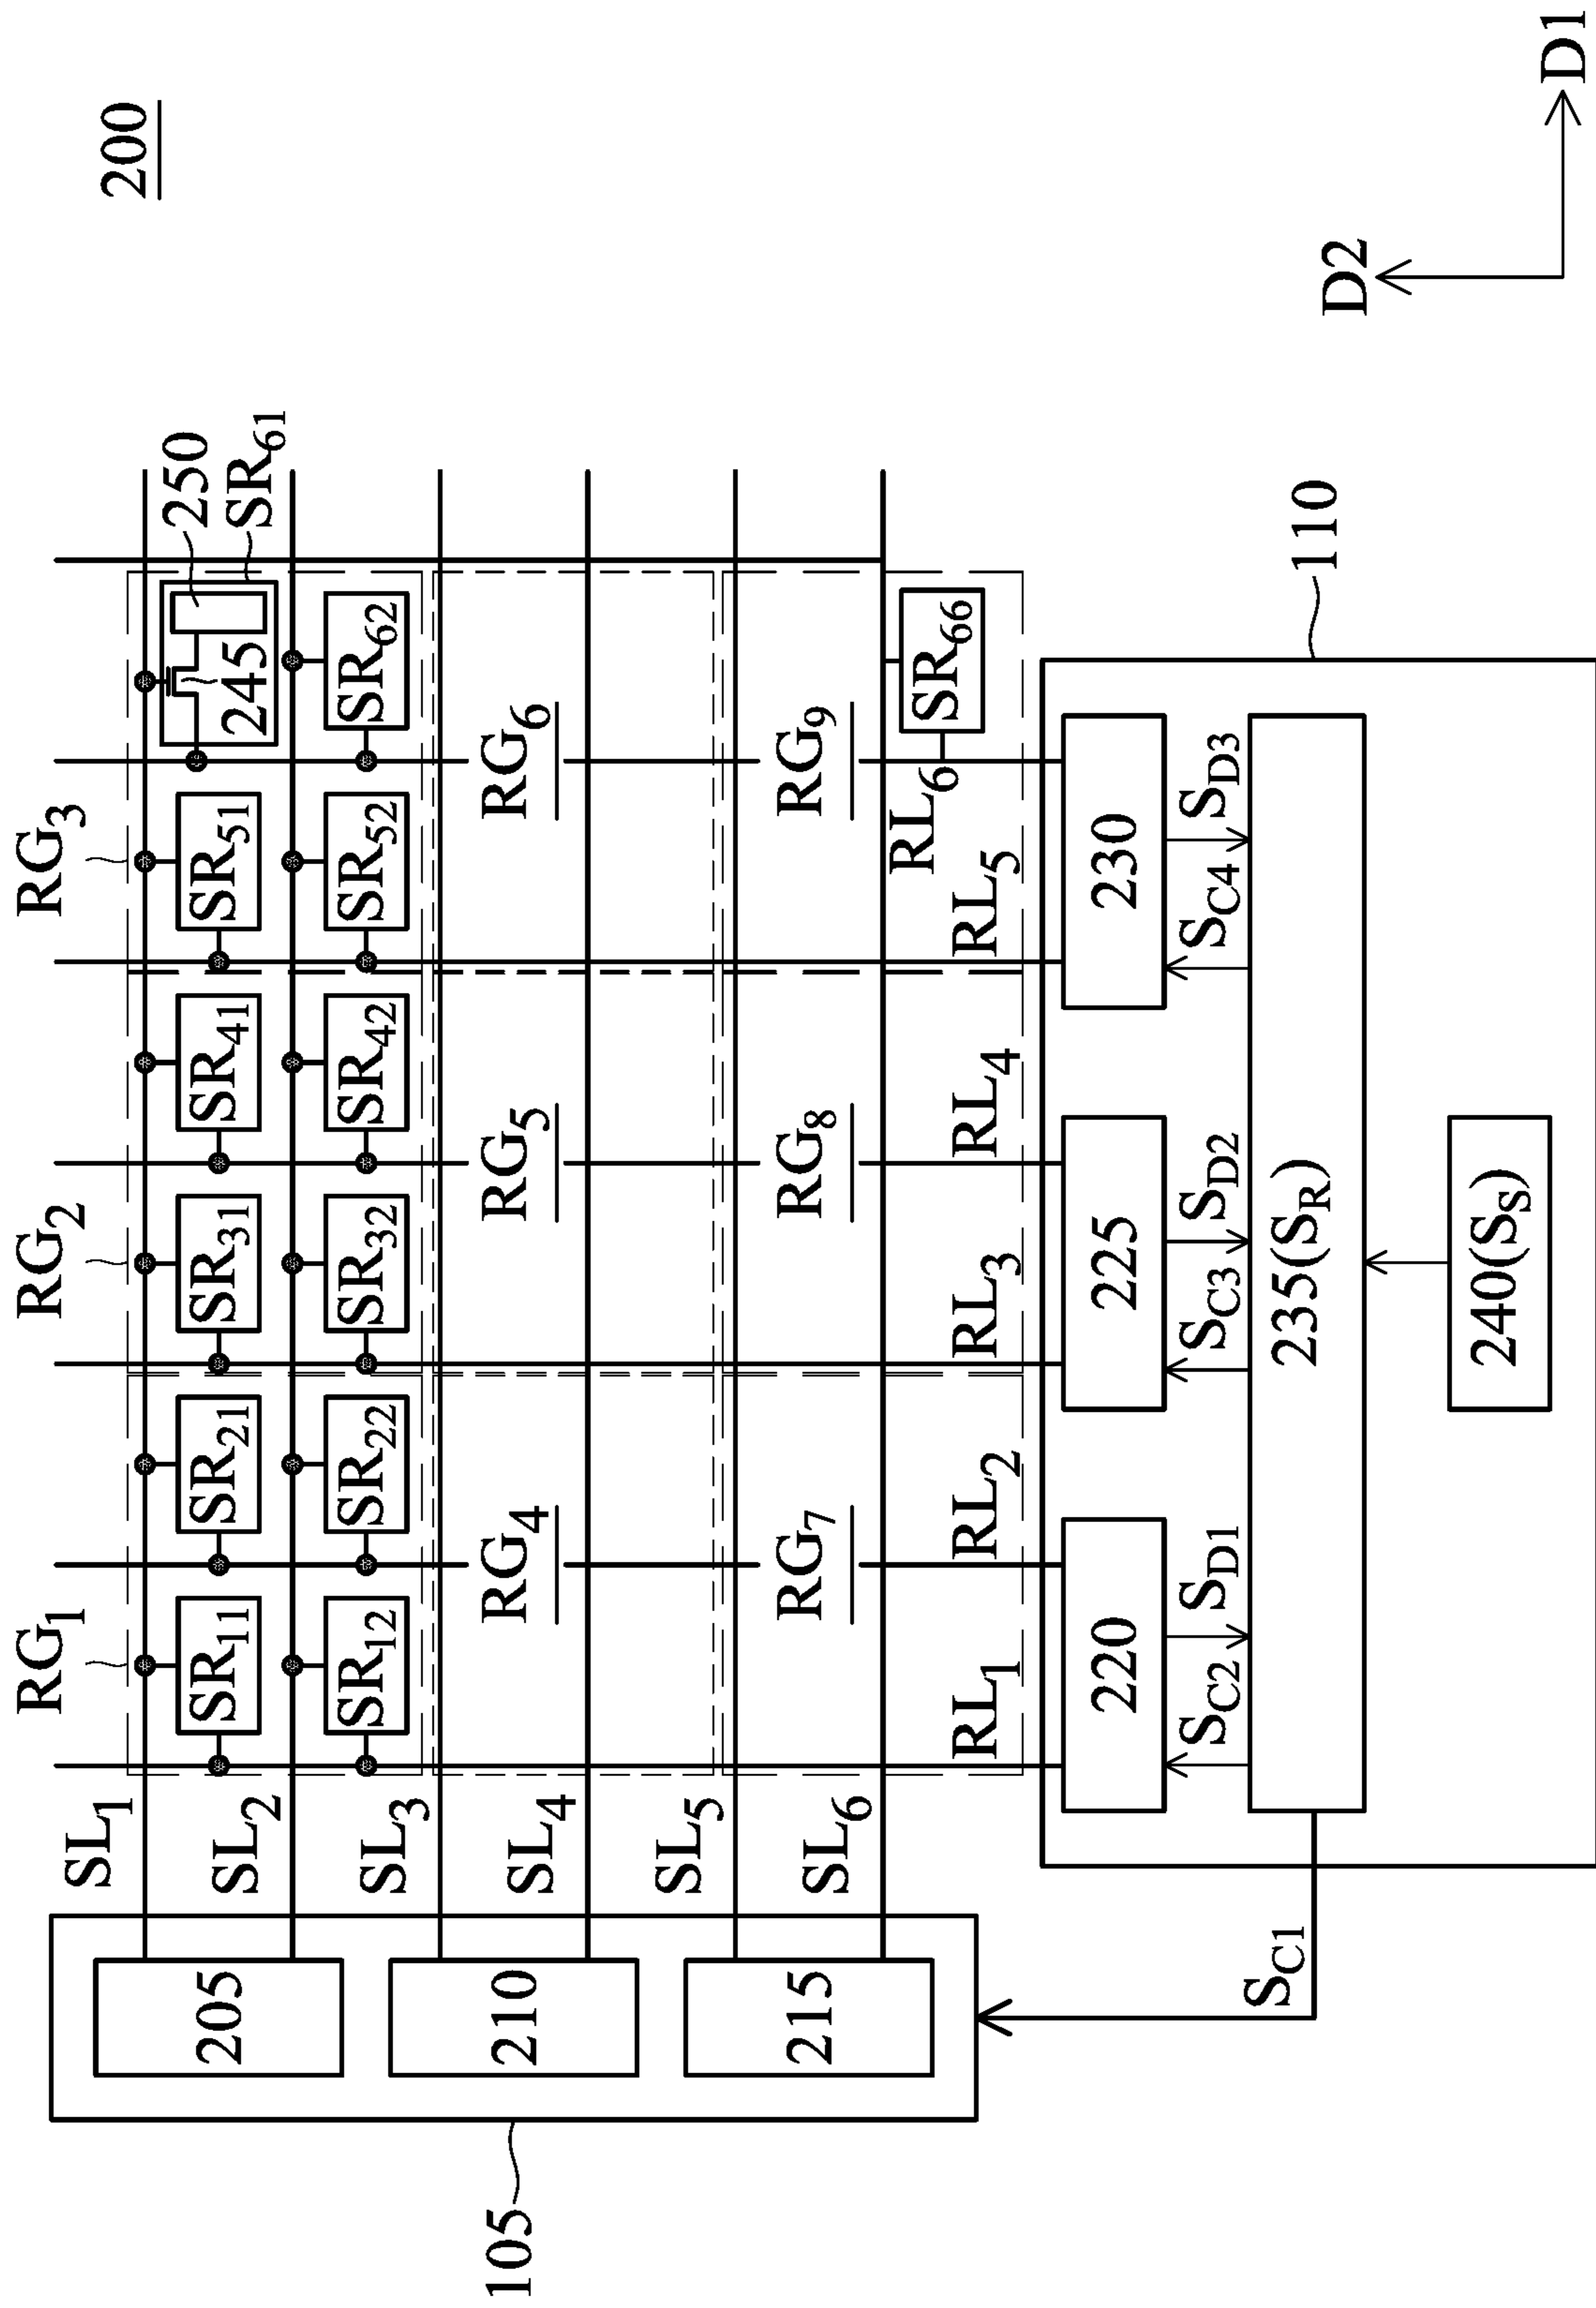 200
RG1
RG2
RG3
SL1
SR11
SR21
SR31
SR41
SR51
245
250
SR61
SL2
SR12
SR22
SR32
SR42
SR52
SR62
SL3
SL4
RG4
RG5
RG6
SL5
SL6
RG7
RG8
RG9
SR66
RL1
RL2
RL3
RL4
RL5
RL6
205
210
215
105
220
225
230
110
SC1
SC2
SD1
SC3
SD2
SC4
SD3
235(SR)
240(SS)
D2
D1